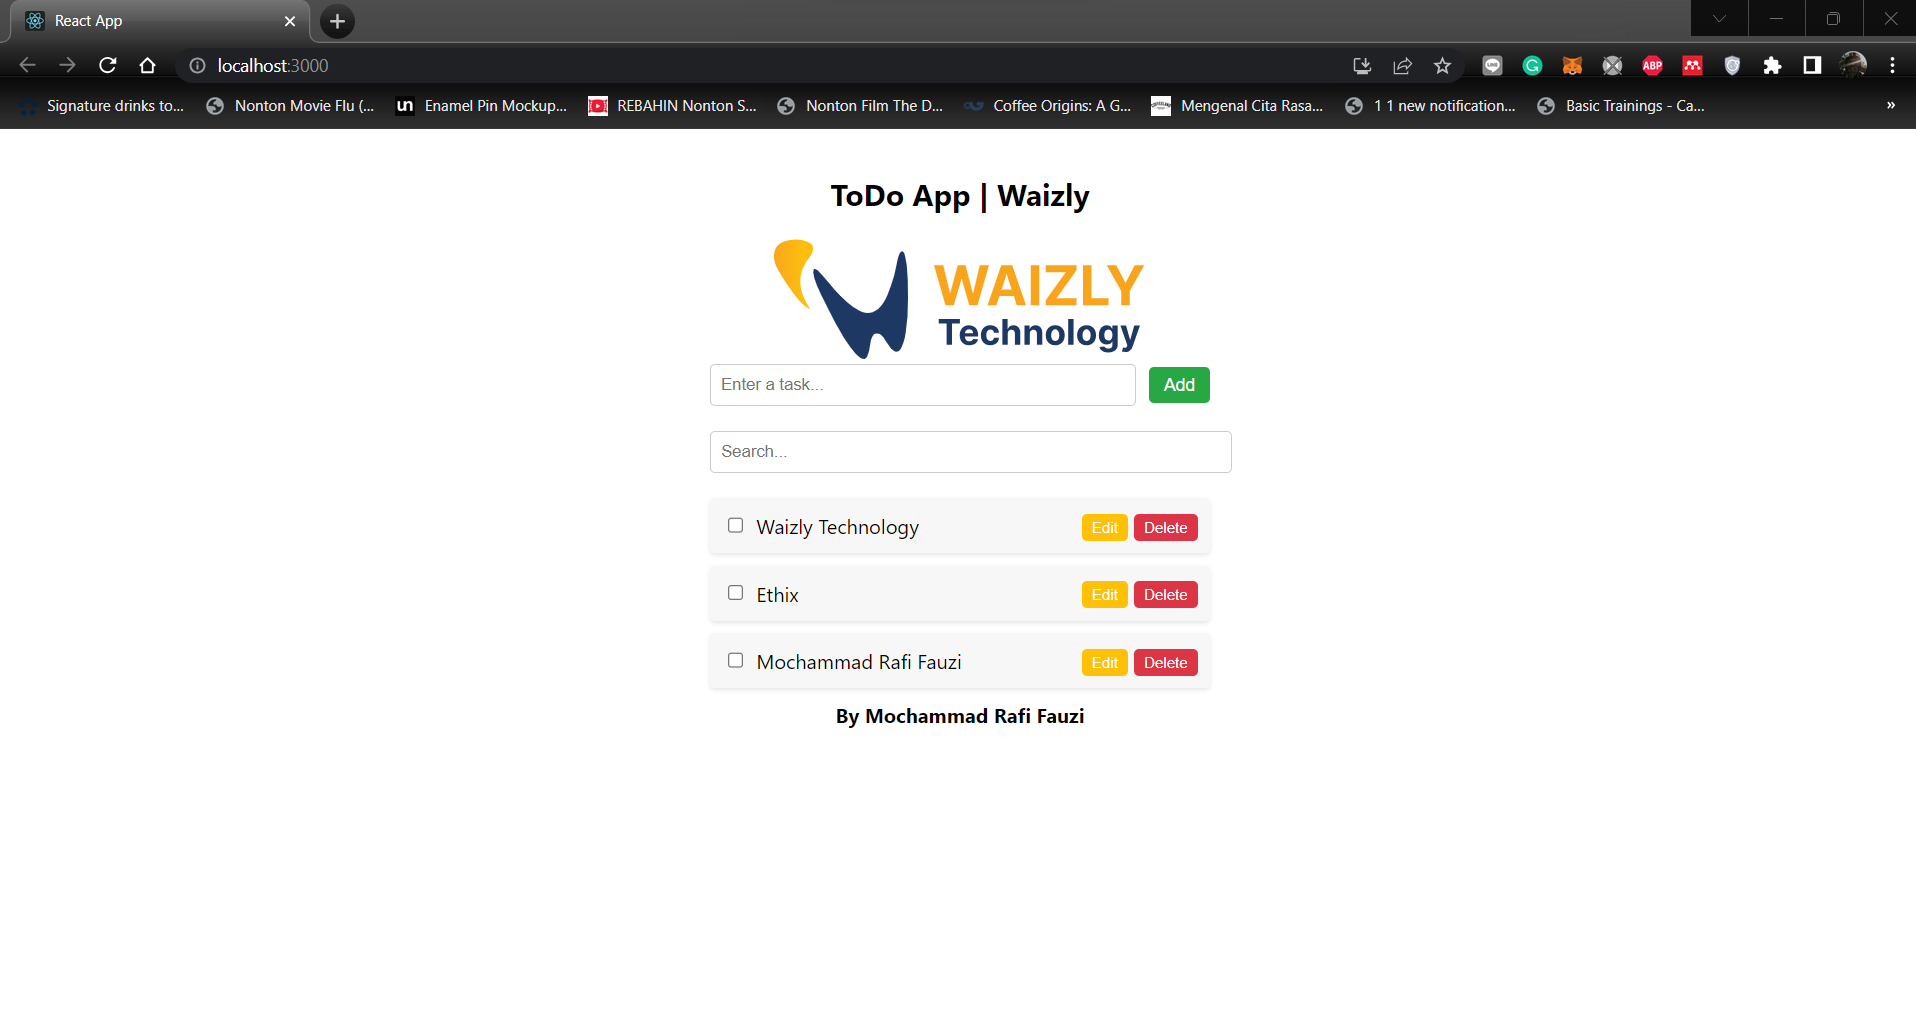 React App
localhost:3000
Signature drinks to...
Nonton Movie Flu (...
un
Enamel Pin Mockup...
REBAHIN Nonton S...
Nonton Film The D...
Coffee Origins: A G...
Mengenal Cita Rasa...
1 1 new notification...
Basic Trainings - Ca...
»
ABP
ToDo App | Waizly
WAIZLY
Technology
Enter a task...
Add
Search...
Waizly Technology Edit Delete
Ethix Edit Delete
Mochammad Rafi Fauzi Edit Delete
By Mochammad Rafi Fauzi